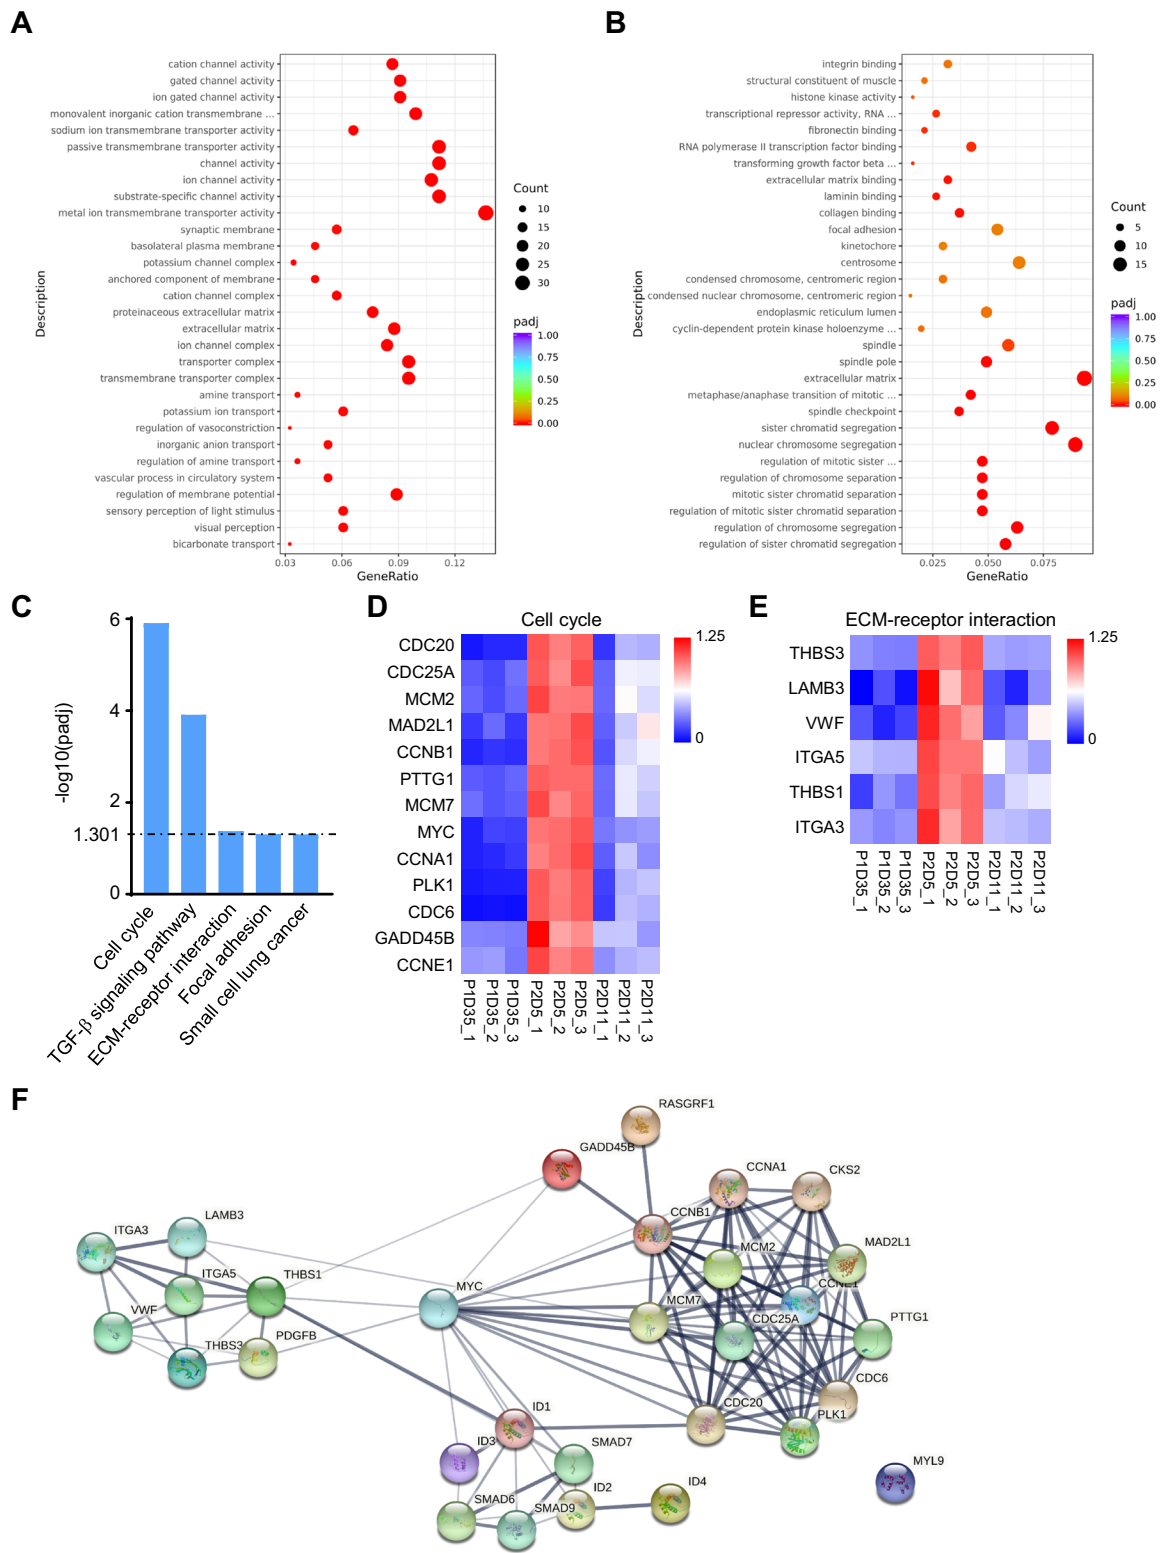 A
cation channel activity
gated channel activity
ion gated channel activity
monovalent inorganic cation transmembrane ...
sodium ion transmembrane transporter activity
passive transmembrane transporter activity
channel activity
ion channel activity
substrate-specific channel activity
metal ion transmembrane transporter activity
synaptic membrane
basolateral plasma membrane
potassium channel complex
anchored component of membrane
cation channel complex
proteinaceous extracellular matrix
extracellular matrix
ion channel complex
transporter complex
transmembrane transporter complex
amine transport
potassium ion transport
regulation of vasoconstriction
inorganic anion transport
regulation of amine transport
vascular process in circulatory system
regulation of membrane potential
sensory perception of light stimulus
visual perception
bicarbonate transport
Description
0.03 0.06 0.09 0.12
GeneRatio
Count
10
15
20
25
30
padj
1.00
0.75
0.50
0.25
0.00
B
integrin binding
structural constituent of muscle
histone kinase activity
transcriptional repressor activity, RNA ...
fibronectin binding
RNA polymerase II transcription factor binding
transforming growth factor beta ...
extracellular matrix binding
laminin binding
collagen binding
focal adhesion
kinetochore
centrosome
condensed chromosome, centromeric region
condensed nuclear chromosome, centromeric region
endoplasmic reticulum lumen
cyclin-dependent protein kinase holoenzyme ...
spindle
spindle pole
extracellular matrix
metaphase/anaphase transition of mitotic ...
spindle checkpoint
sister chromatid segregation
nuclear chromosome segregation
regulation of mitotic sister ...
regulation of chromosome separation
mitotic sister chromatid separation
regulation of mitotic sister chromatid separation
regulation of chromosome segregation
regulation of sister chromatid segregation
Description
0.025 0.050 0.075
GeneRatio
Count
5
10
15
padj
1.00
0.75
0.50
0.25
0.00
C
-log10(padj)
6
4
2
1.301
0
Cell cycle
TGF-β signaling pathway
ECM-receptor interaction
Focal adhesion
Small cell lung cancer
D
Cell cycle
CDC20
CDC25A
MCM2
MAD2L1
CCNB1
PTTG1
MCM7
MYC
CCNA1
PLK1
CDC6
GADD45B
CCNE1
P1D35_1
P1D35_2
P1D35_3
P2D5_1
P2D5_2
P2D5_3
P2D11_1
P2D11_2
P2D11_3
1.25
0
E
ECM-receptor interaction
THBS3
LAMB3
VWF
ITGA5
THBS1
ITGA3
P1D35_1
P1D35_2
P1D35_3
P2D5_1
P2D5_2
P2D5_3
P2D11_1
P2D11_2
P2D11_3
1.25
0
F
RASGRF1
GADD45B
CCNA1
CKS2
CCNB1
LAMB3
ITGA3
MCM2
MAD2L1
ITGA5
THBS1
MYC
CCNE1
MCM7
VWF
CDC25A
PTTG1
THBS3
PDGFB
CDC6
CDC20
ID1
PLK1
ID3
SMAD7
MYL9
SMAD6
SMAD9
ID2
ID4